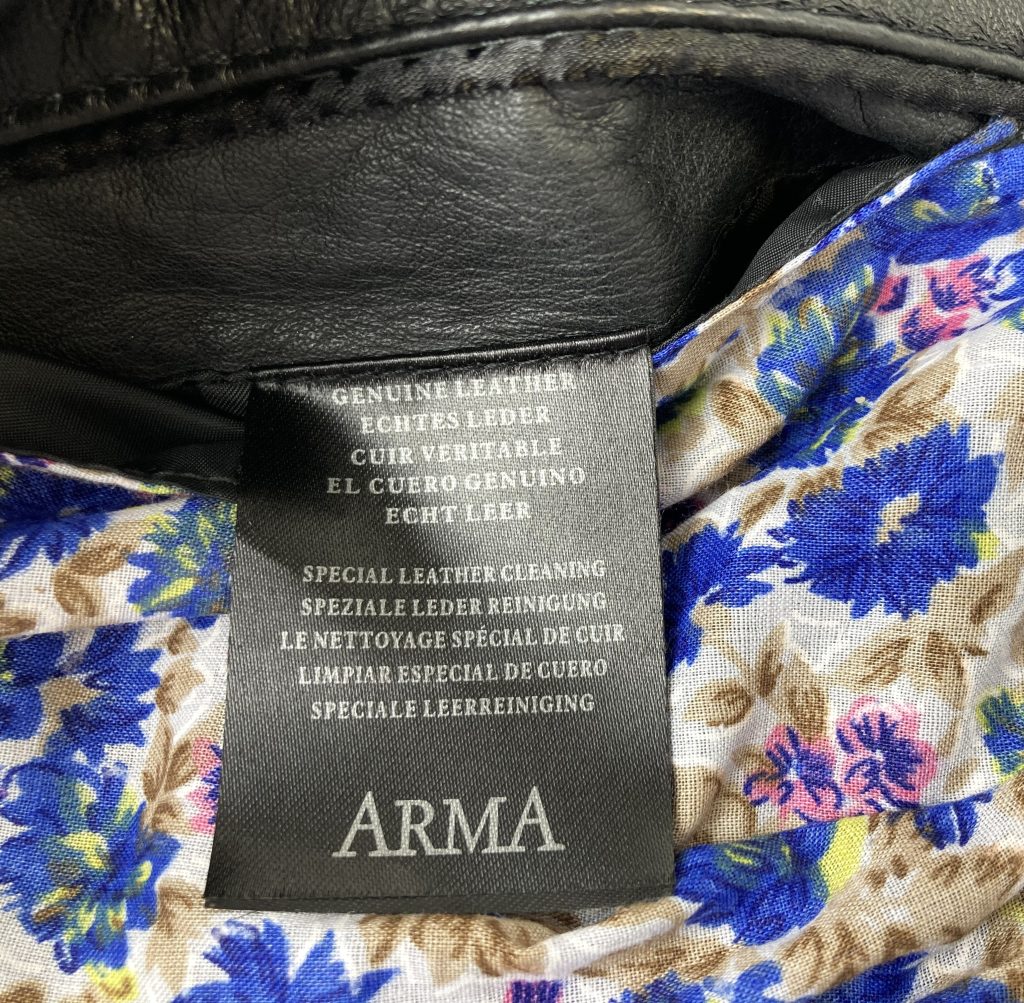 GENUINE LEATHER
ECHTES LEDER
CUIR VERITABLE
EL CUERO GENUINO
ECHT LEER
SPECIAL LEATHER CLEANING
SPEZIALE LEDER REINIGUNG
LE NETTOYAGE SPÉCIAL DE CUIR
LIMPIAR ESPECIAL DE CUERO
SPECIALE LEERREINIGING
ARMA